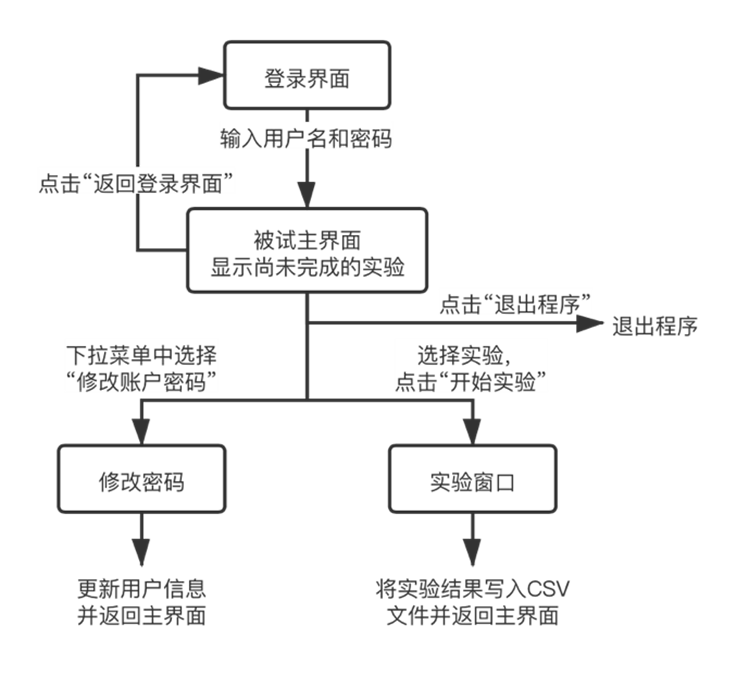 登录界面
输入用户名和密码
点击“返回登录界面”
被试主界面
显示尚未完成的实验
点击“退出程序”
退出程序
下拉菜单中选择
“修改账户密码”
选择实验，
点击“开始实验”
修改密码
实验窗口
更新用户信息
并返回主界面
将实验结果写入CSV
文件并返回主界面